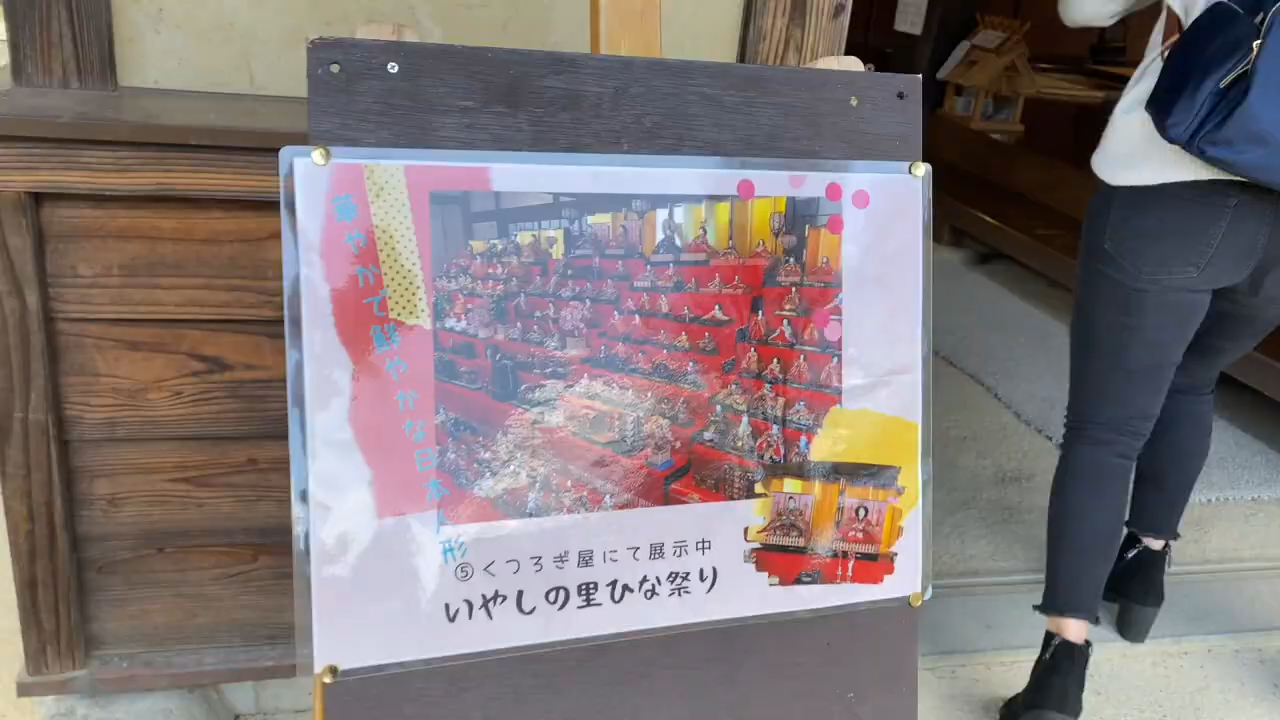 華やかで鮮やかな日本人形
⑤くつろぎ屋にて展示中
いやしの里ひな祭り